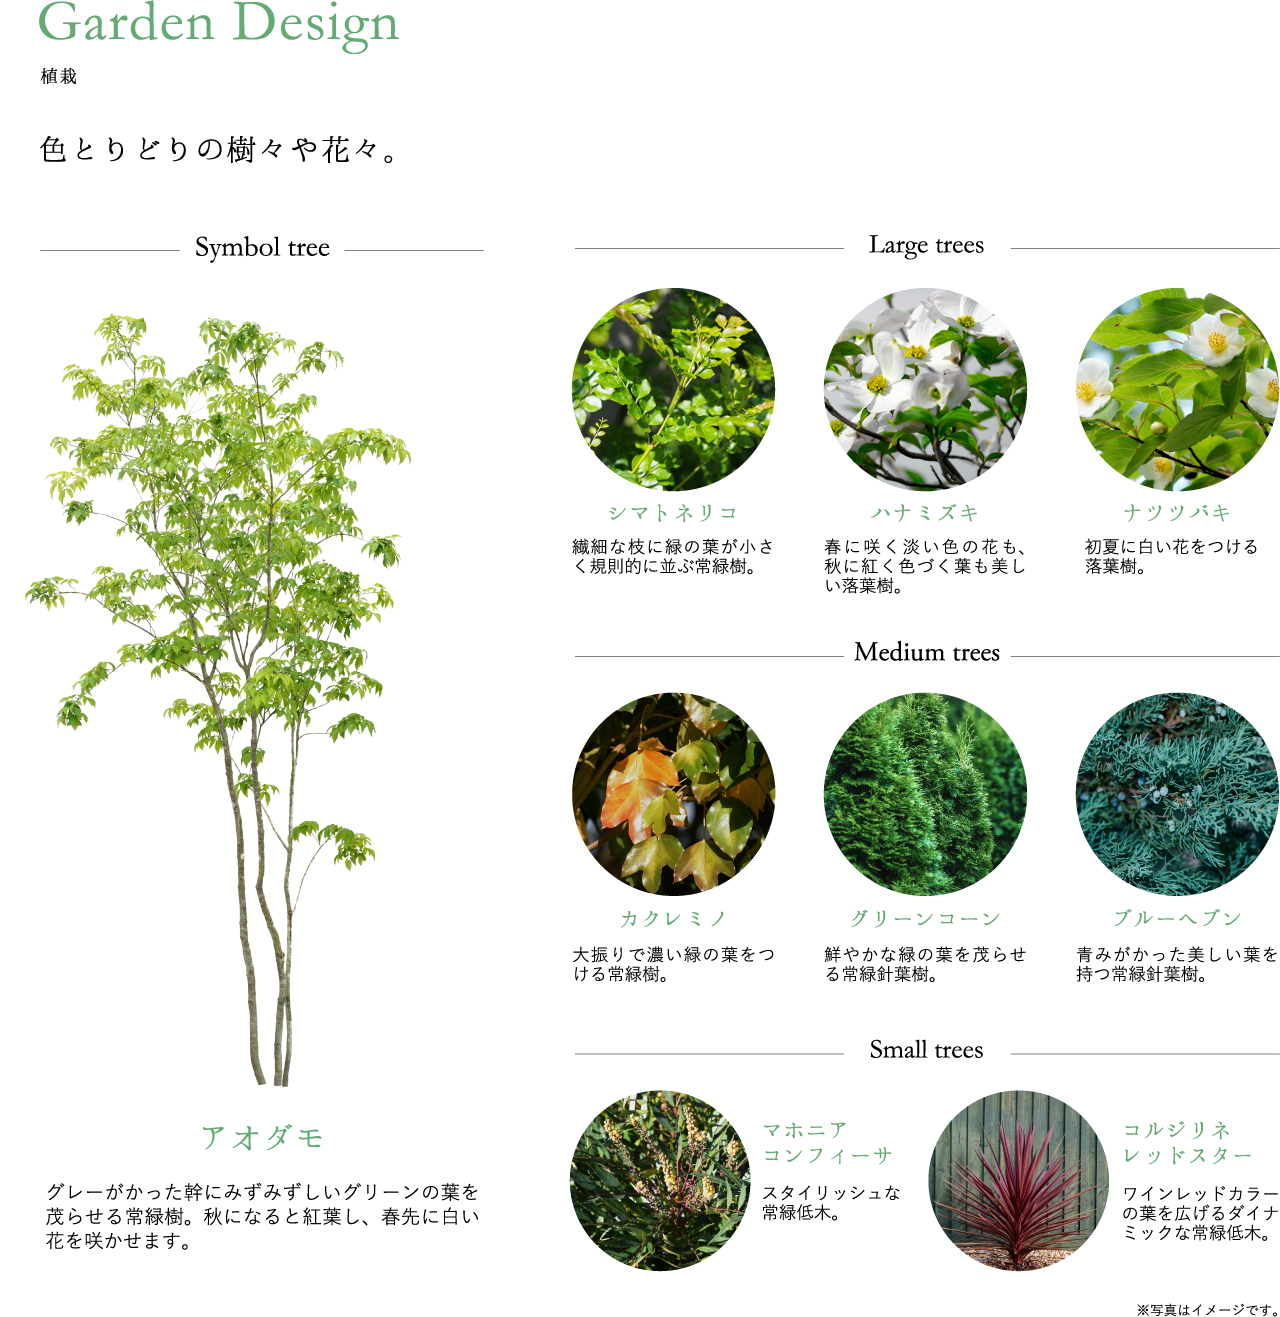 Garden Design
植栽
色とりどりの樹々や花々。
Symbol tree
アオダモ
グレーがかった幹にみずみずしいグリーンの葉を
茂らせる常緑樹。秋になると紅葉し、春先に白い
花を咲かせます。
Large trees
シマトネリコ
繊細な枝に緑の葉が小さ
く規則的に並ぶ常緑樹。
ハナミズキ
春に咲く淡い色の花も、
秋に紅く色づく葉も美し
い落葉樹。
ナツツバキ
初夏に白い花をつける
落葉樹。
Medium trees
カクレミノ
大振りで濃い緑の葉をつ
ける常緑樹。
グリーンコーン
鮮やかな緑の葉を茂らせ
る常緑針葉樹。
ブルーヘブン
青みがかった美しい葉を
持つ常緑針葉樹。
Small trees
マホニア
コンフィーサ
スタイリッシュな
常緑低木。
コルジリネ
レッドスター
ワインレッドカラー
の葉を広げるダイナ
ミックな常緑低木。
※写真はイメージです。